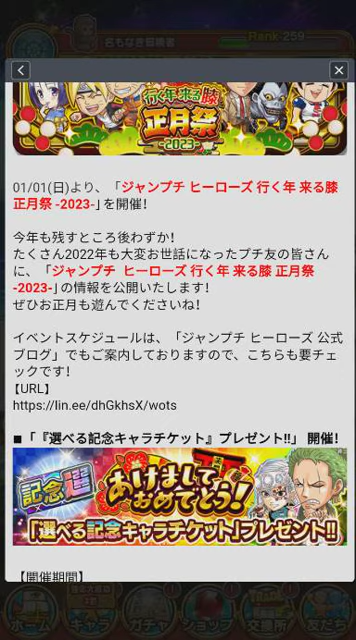 名もなき冒険者
Rank-259
行く年来る膝
正月祭
-2023-
01/01(日)より、「ジャンプチ ヒーローズ 行く年 来る膝
正月祭 -2023-」を開催!
今年も残すところ後わずか!
たくさん2022年も大変お世話になったプチ友の皆さん
に、「ジャンプチ ヒーローズ 行く年 来る膝 正月祭
-2023-」の情報を公開いたします!
ぜひお正月も遊んでくださいね!
イベントスケジュールは、「ジャンプチ ヒーローズ 公式
ブログ」でもご案内しておりますので、こちらも要チェ
ックです!
【URL】
https://lin.ee/dhGkhsX/wots
■「『選べる記念キャラチケット』プレゼント!!」 開催!
記念選
あけまして
おめでとう!
「選べる記念キャラチケット」プレゼント!!
【開催期間】
ホーム
キャラ
ガチャ
ショップ
交換所
友だち